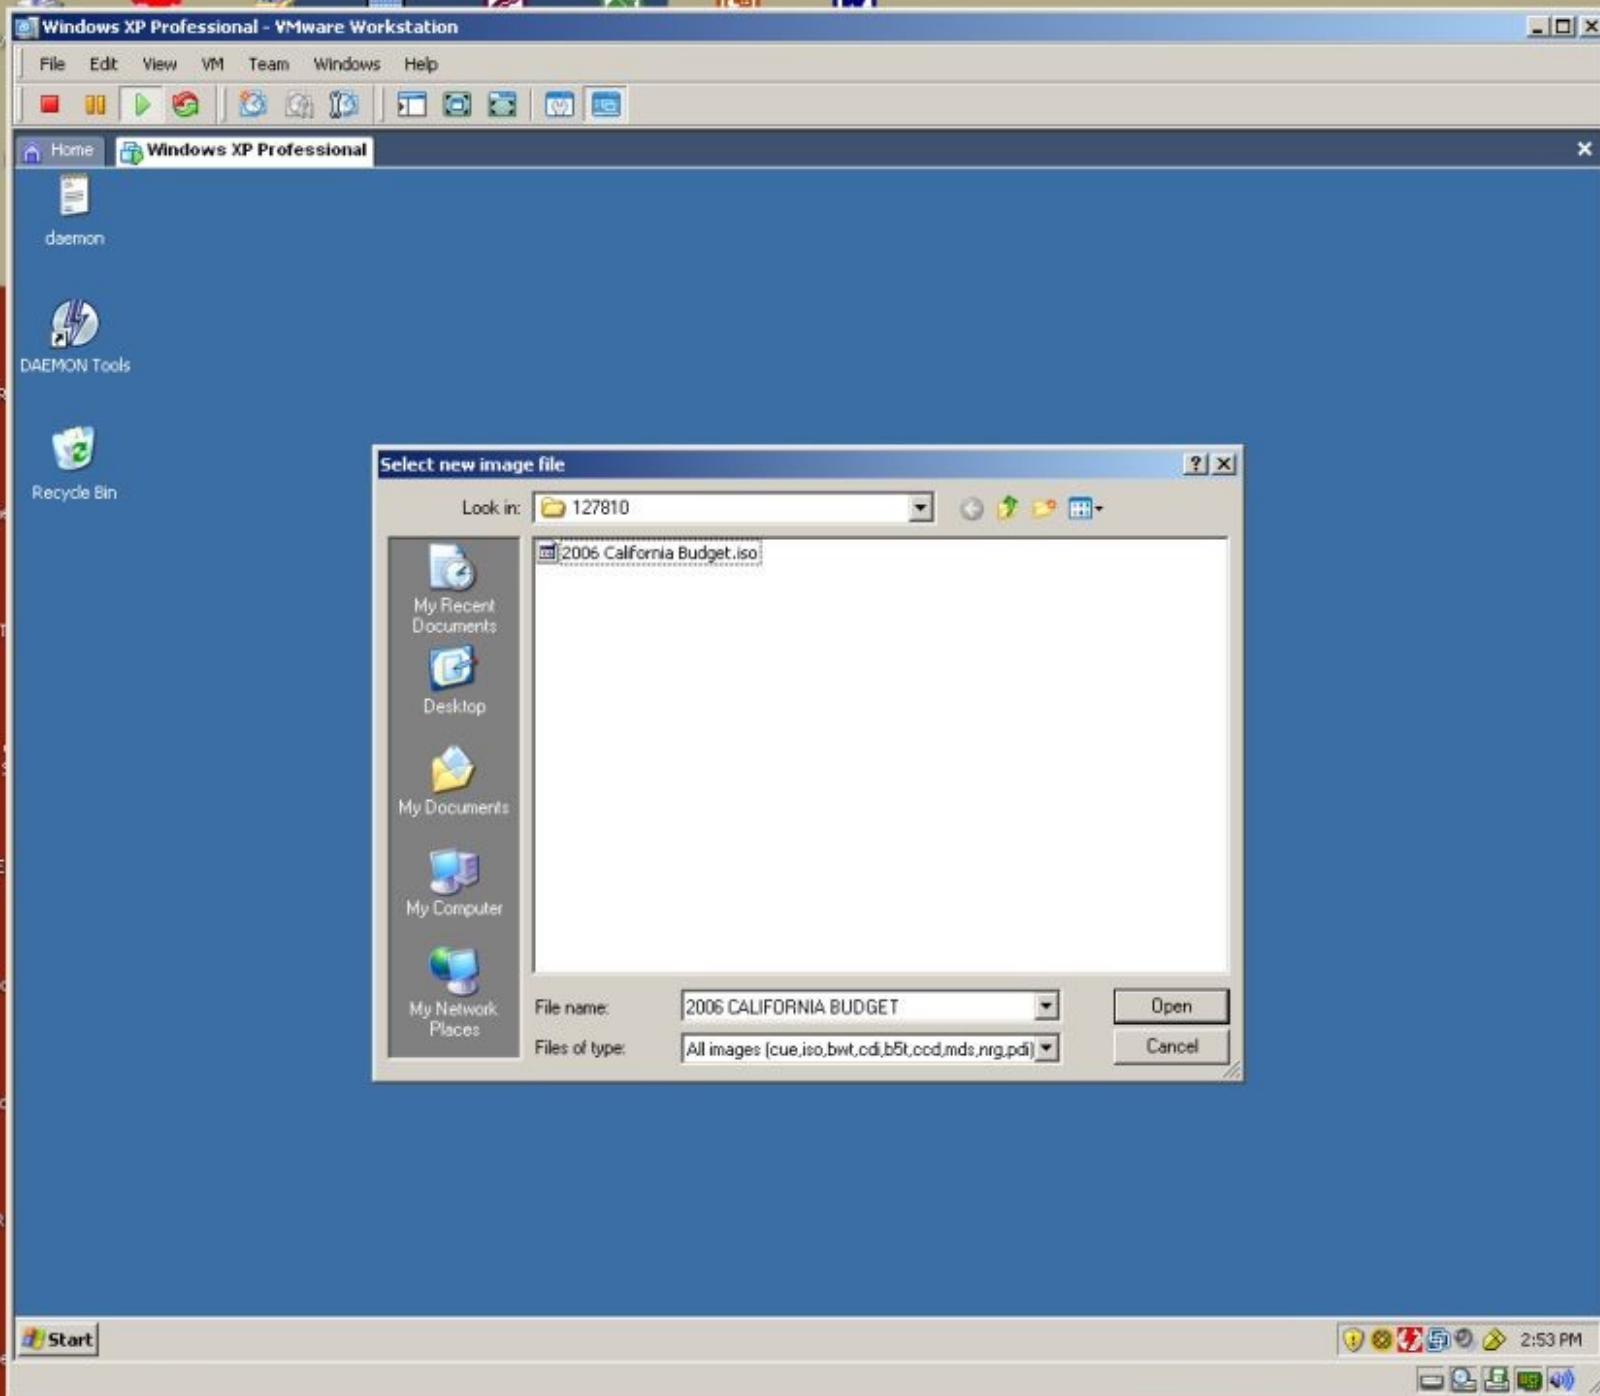 Windows XP Professional - VMware Workstation
File Edit View VM Team Windows Help
Home Windows XP Professional
daemon
DAEMON Tools
Recycle Bin
Select new image file
Look in: 127810
2006 California Budget.iso
My Recent
Documents
Desktop
My Documents
My Computer
My Network
Places
File name: 2006 CALIFORNIA BUDGET Open
Files of type: All images (cue,iso,bwt,cdi,b5t,ccd,mds,nrg,pdi) Cancel
Start 2:53 PM